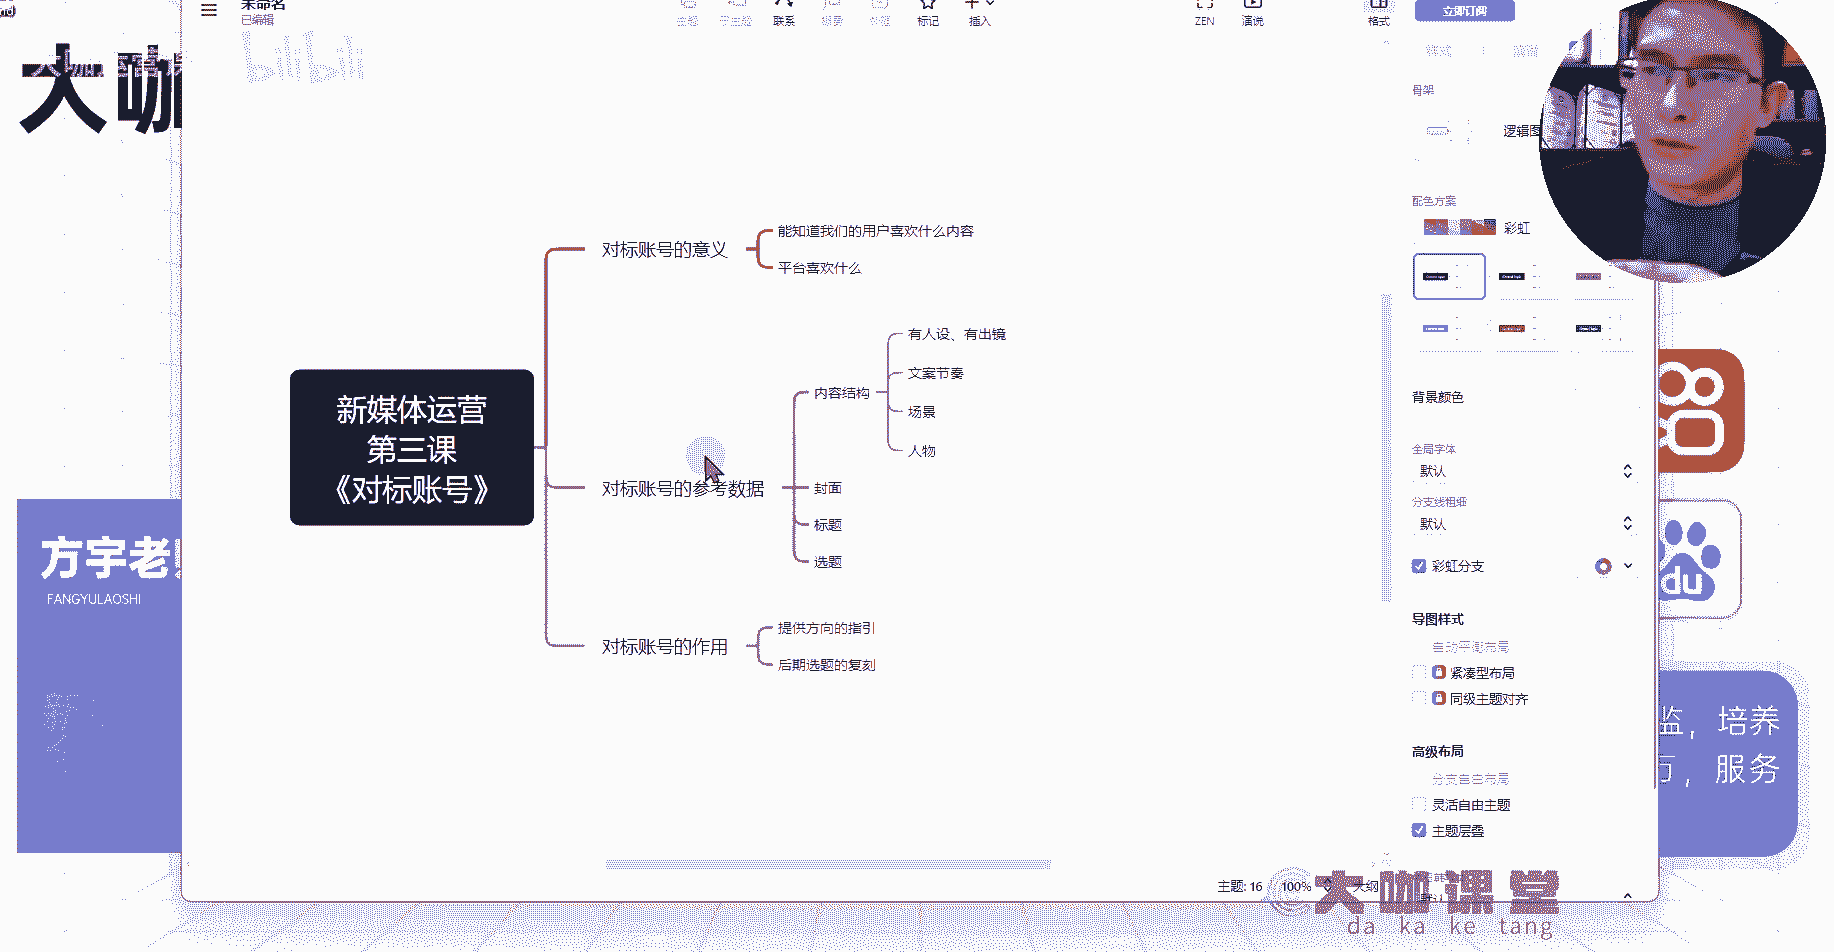 未命名
已编辑
联系
标记
插入
ZEN
演说
格式
立即订阅
bilibili
大咖
骨架
逻辑图
配色方案
彩虹
背景颜色
全局字体
默认
分支线粗细
默认
彩虹分支
导图样式
自动平衡布局
紧凑型布局
同级主题对齐
高级布局
分支自由布局
灵活自由主题
主题层叠
新媒体运营
第三课
《对标账号》
对标账号的意义
能知道我们的用户喜欢什么内容
平台喜欢什么
对标账号的参考数据
内容结构
有人设、有出镜
文案节奏
场景
人物
封面
标题
选题
对标账号的作用
提供方向的指引
后期选题的复刻
方宇老
FANGYULAOSHI
du
监，培养
万，服务
主题: 16
100%
大纲
©大咖课堂
da ka ke tang